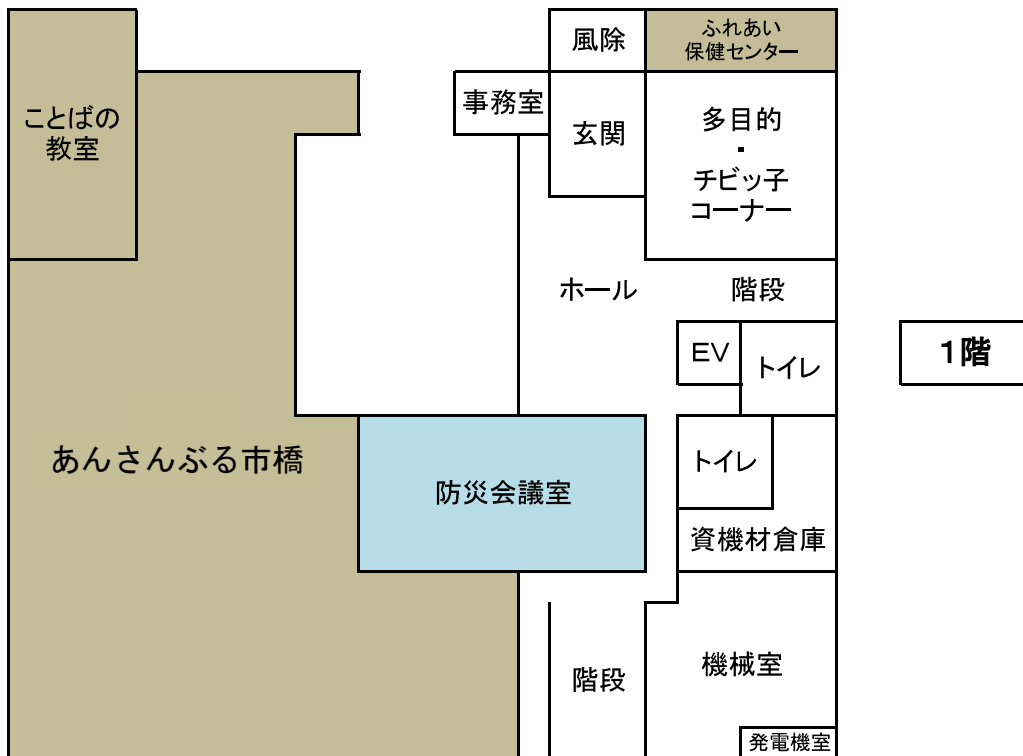 風除
ふれあい
保健センター
ことばの
教室
事務室
玄関
多目的
・
チビッ子
コーナー
ホール
階段
EV
トイレ
1階
あんさんぶる市橋
防災会議室
トイレ
資機材倉庫
階段
機械室
発電機室